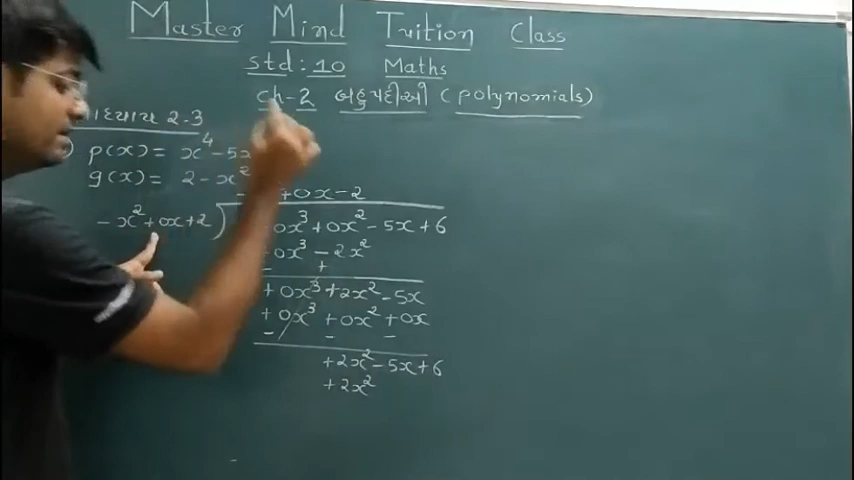 Master Mind Tuition Class
std:10 Maths
ch-2 બહુપદીઓ (polynomials)
2.3
p(x) = x⁴-5x
g(x) = 2-x²
+0x-2
-x²+0x+2 ) 0x³+0x²-5x+6
0x³-2x²
- +
+0x³+2x²-5x
+0x³+0x²+0x
- - -
+2x²-5x+6
+2x²